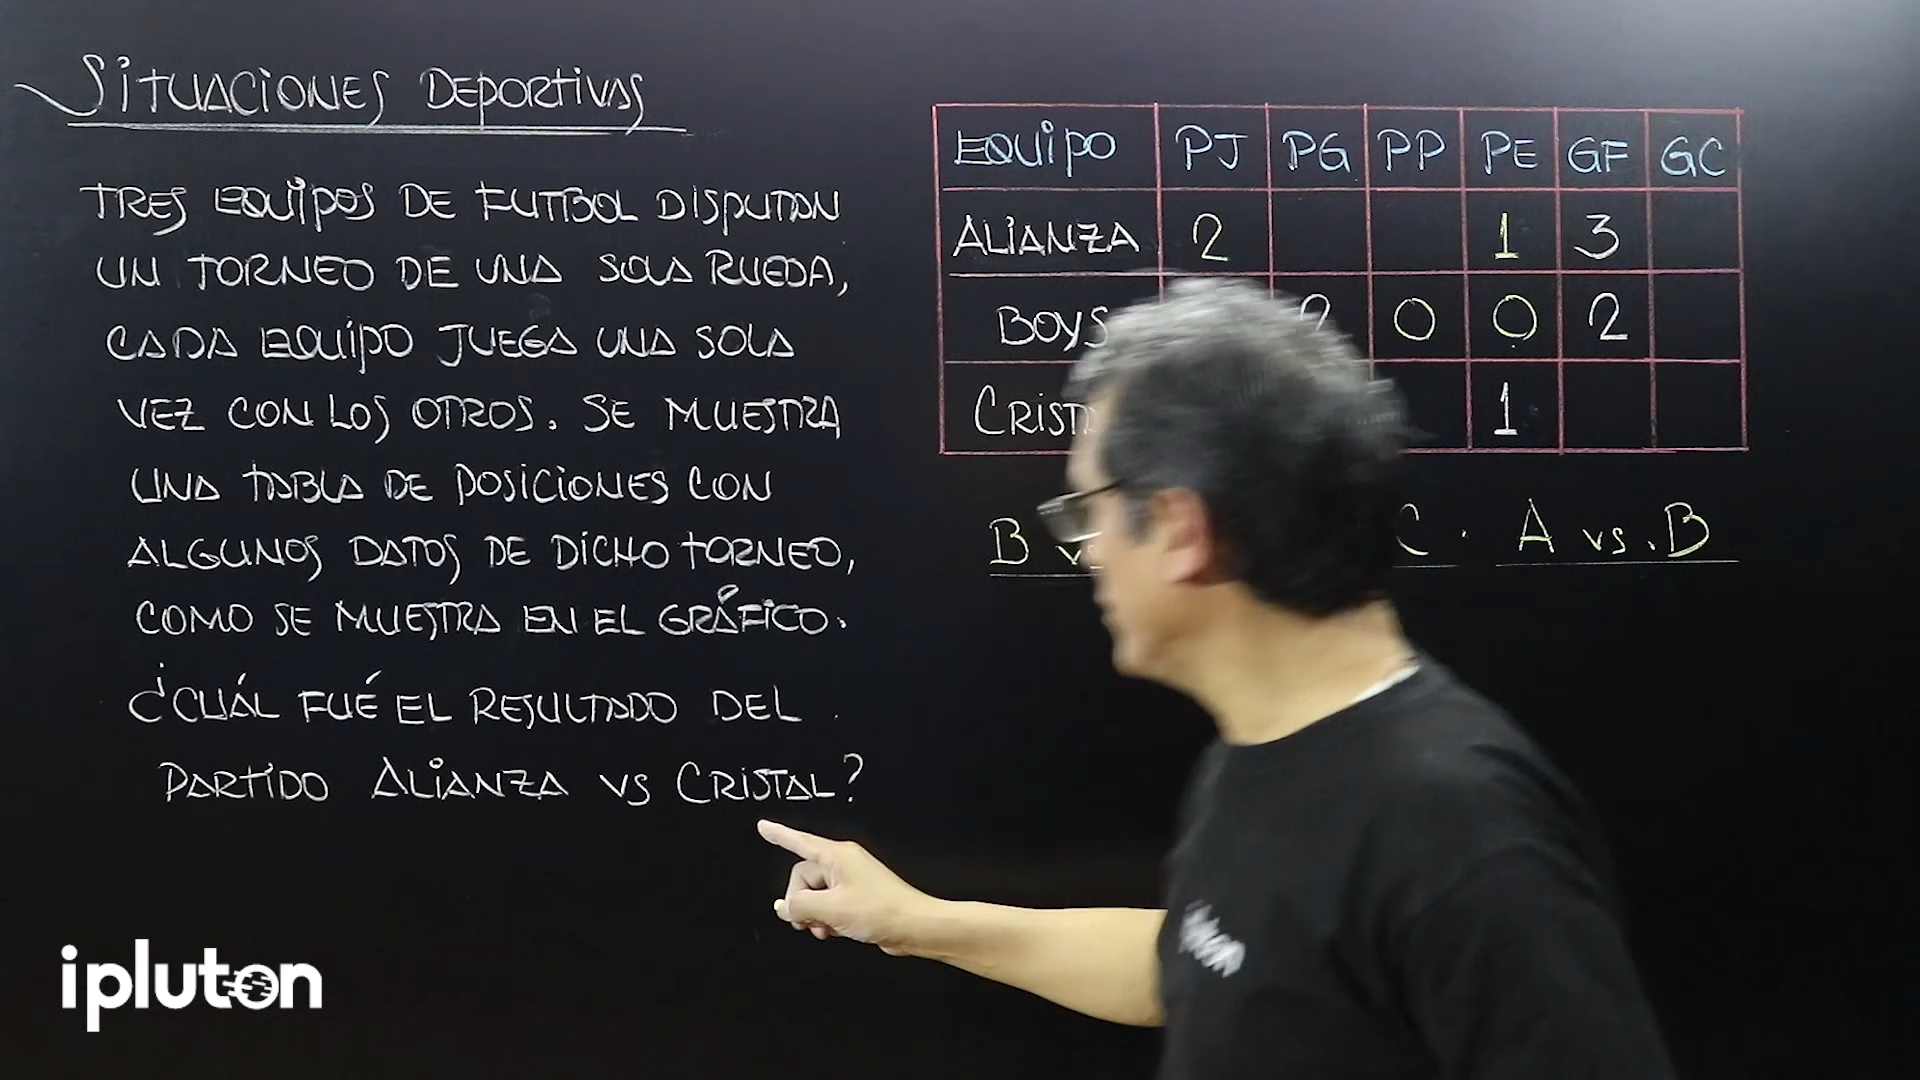 SITUACIONES DEPORTIVAS
TRES EQUIPOS DE FUTBOL DISPUTAN
UN TORNEO DE UNA SOLA RUEDA,
CADA EQUIPO JUEGA UNA SOLA
VEZ CON LOS OTROS. SE MUESTRA
UNA TABLA DE POSICIONES CON
ALGUNOS DATOS DE DICHO TORNEO,
COMO SE MUESTRA EN EL GRÁFICO.
¿CUÁL FUÉ EL RESULTADO DEL
PARTIDO ALIANZA VS CRISTAL?
EQUIPO PJ PG PP PE GF GC
ALIANZA 2 1 3
BOYS 2 0 0 2
1
B C. A vs. B
ipluton